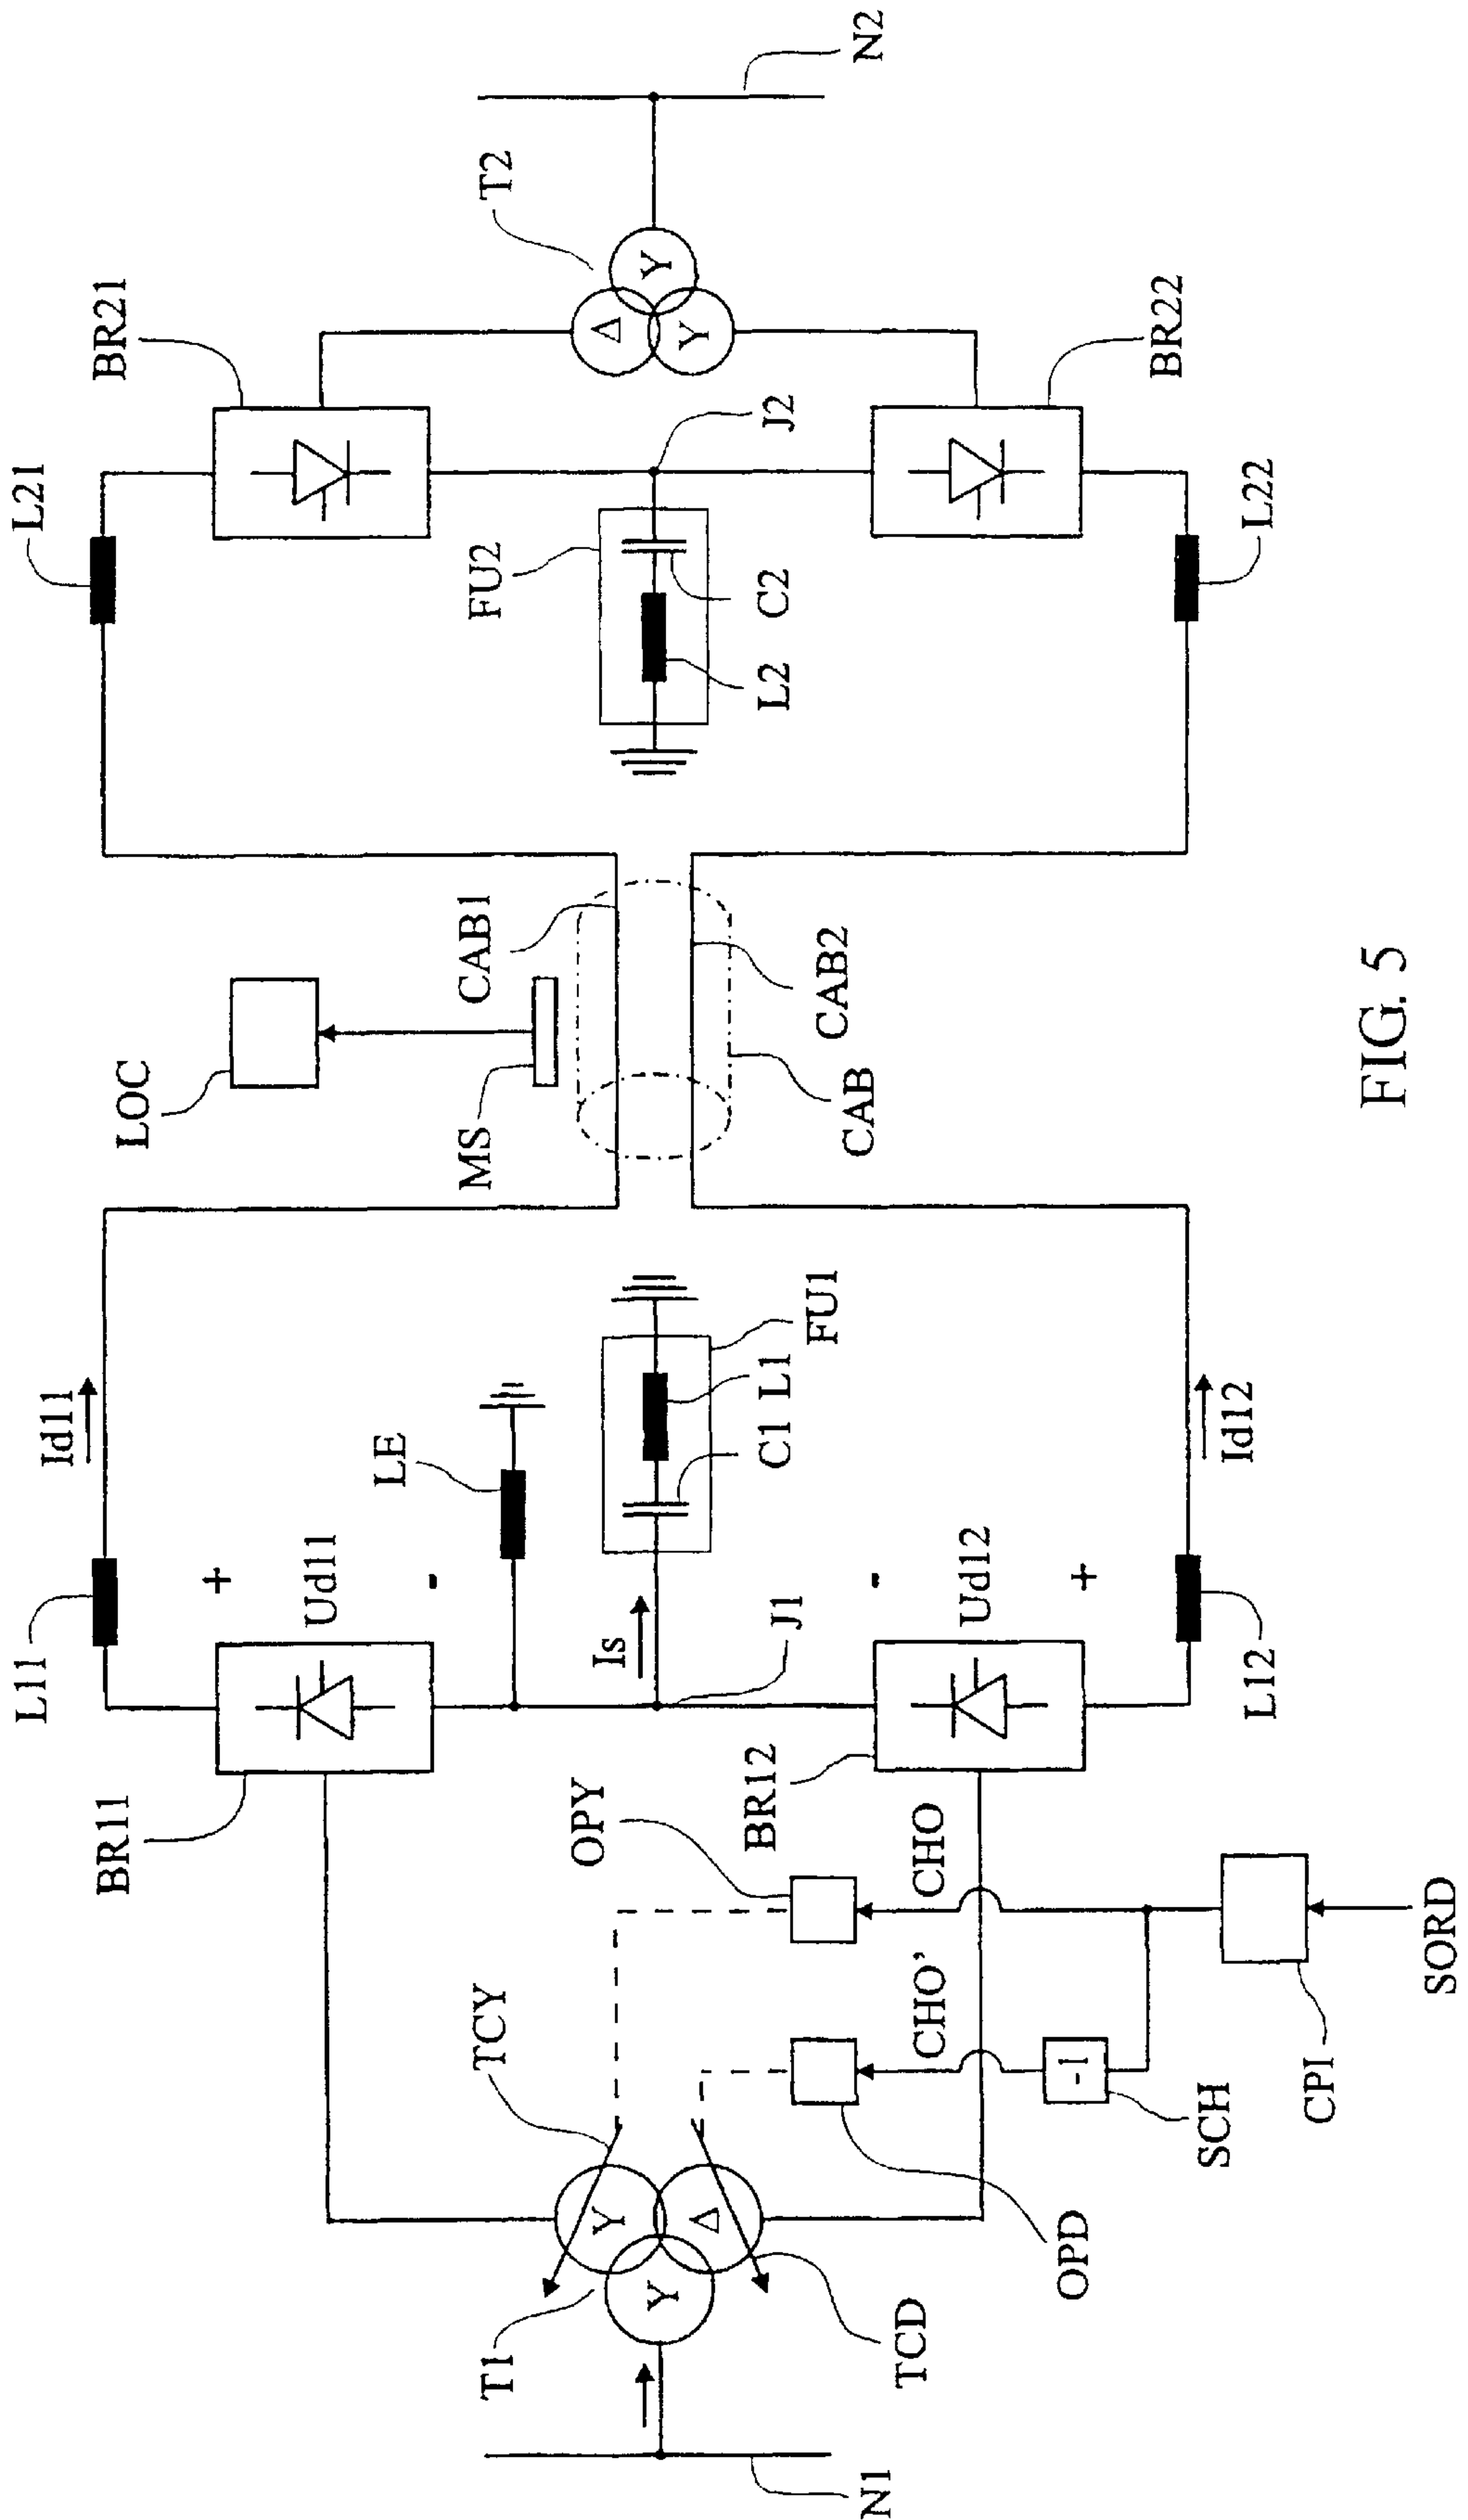 N1
T1
Y
Y
Δ
TCY
TCD
BR11
L11
Ud11
+
-
Id11
LE
OPY
OPD
Is
J1
C1
L1
FU1
BR12
-
Ud12
+
L12
Id12
CHO
CHO'
-1
SCH
CPI
SORD
LOC
MS
CAB1
CAB2
CAB
L21
BR21
FU2
C2
L2
J2
T2
Δ
Y
Y
N2
BR22
L22
FIG. 5